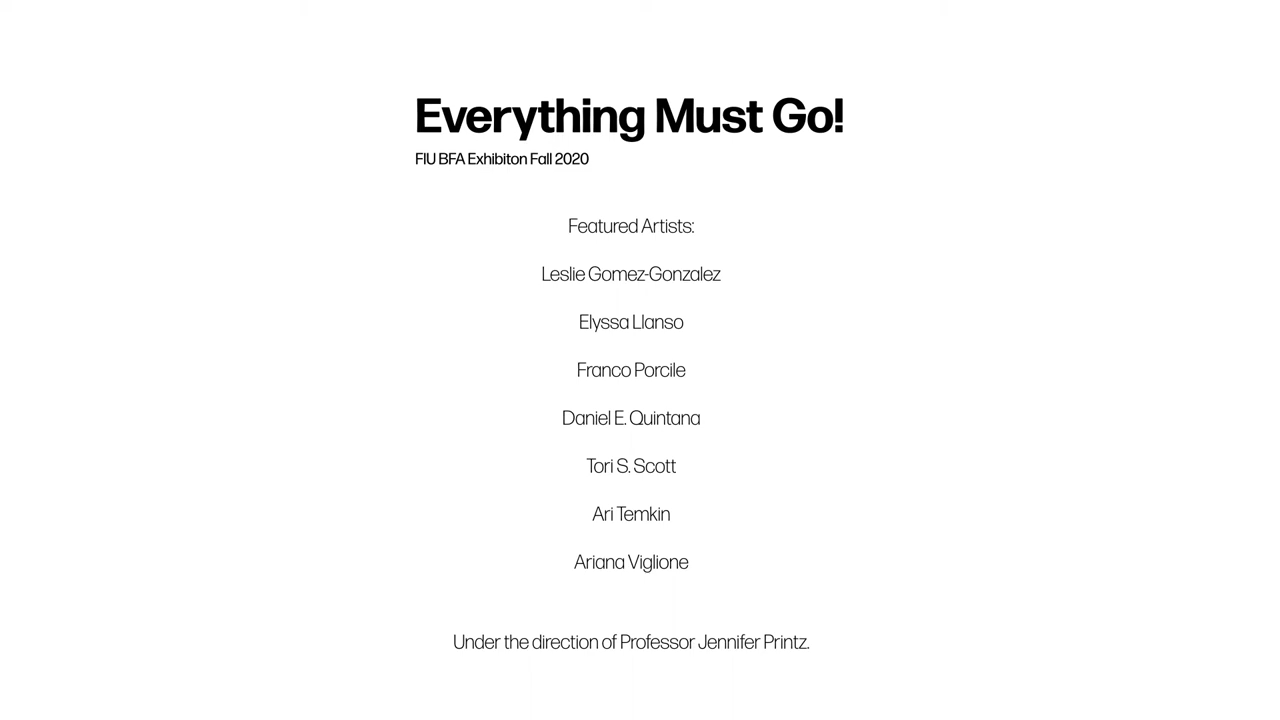 Everything Must Go!
FIU BFA Exhibiton Fall 2020
Featured Artists:
Leslie Gomez-Gonzalez
Elyssa Llanso
Franco Porcile
Daniel E. Quintana
Tori S. Scott
Ari Temkin
Ariana Viglione
Under the direction of Professor Jennifer Printz.